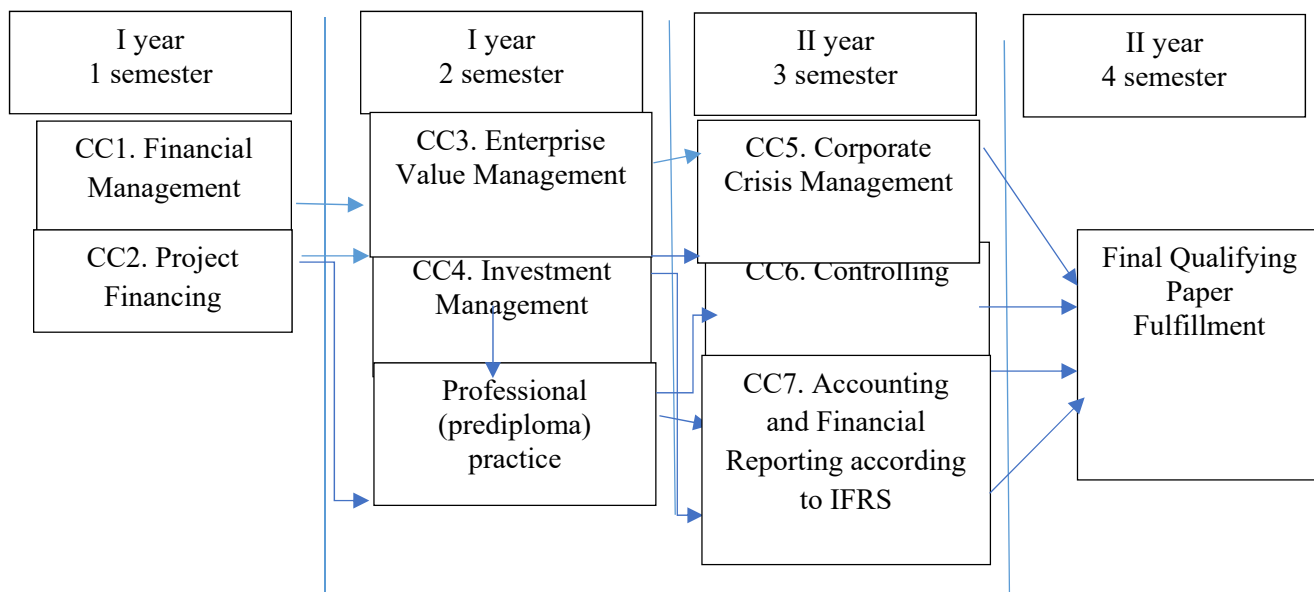 I year
1 semester
I year
2 semester
II year
3 semester
II year
4 semester
CC1. Financial
Management
CC2. Project
Financing
CC3. Enterprise
Value Management
CC4. Investment
Management
Professional
(prediploma)
practice
CC5. Corporate
Crisis Management
CC6. Controlling
CC7. Accounting
and Financial
Reporting according
to IFRS
Final Qualifying
Paper
Fulfillment